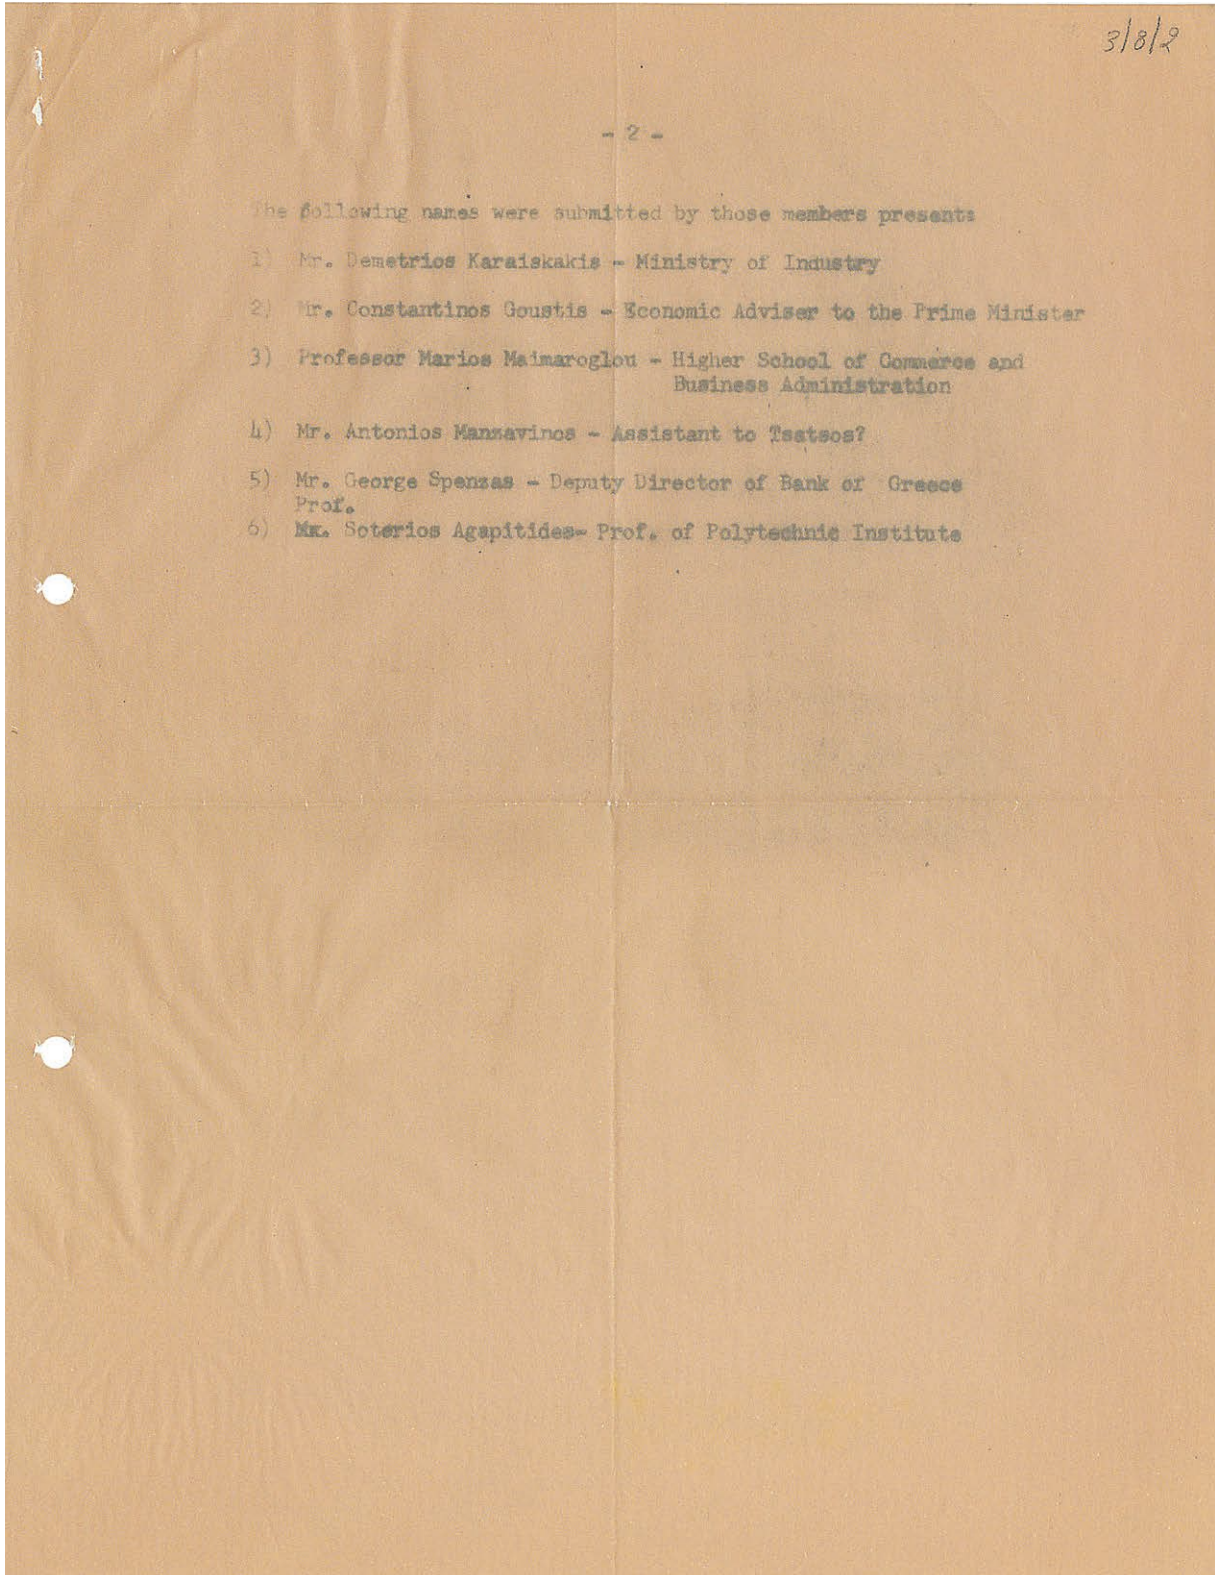 3/8/2
- 2 -
The following names were submitted by those members present:
1) Mr. Demetrios Karaiskakis - Ministry of Industry
2) Mr. Constantinos Goustis - Economic Adviser to the Prime Minister
3) Professor Marios Maimaroglou - Higher School of Commerce and
Business Administration
4) Mr. Antonios Manzavinos - Assistant to Tsatsos?
5) Mr. George Spenzas - Deputy Director of Bank of Greece
Prof.
6) Mr. Soterios Agapitides- Prof. of Polytechnic Institute